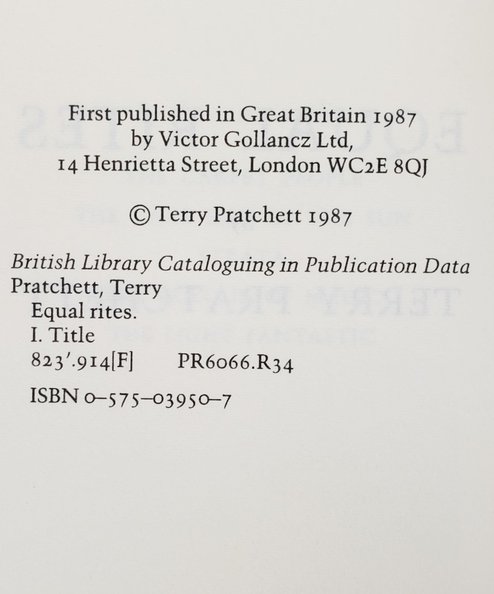 First published in Great Britain 1987
by Victor Gollancz Ltd,
14 Henrietta Street, London WC2E 8QJ
© Terry Pratchett 1987
British Library Cataloguing in Publication Data
Pratchett, Terry
Equal rites.
I. Title
823'.914[F] PR6066.R34
ISBN 0–575–03950–7